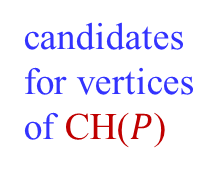 candidates
for vertices
of CH(P)